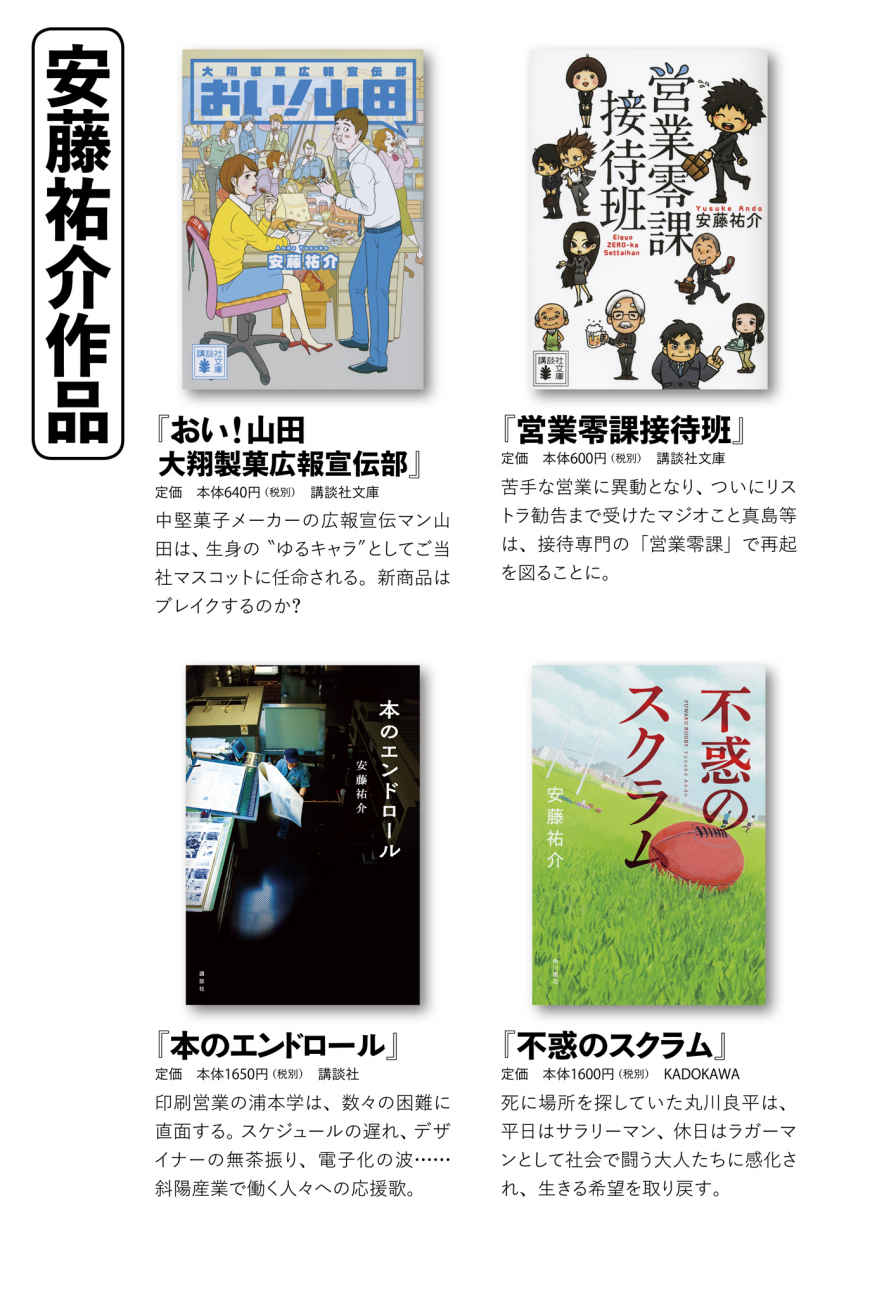 安藤祐介作品
大翔製菓広報宣伝部
おい！山田
Ando Yusuke
安藤祐介
講談社
文庫
『おい！山田
大翔製菓広報宣伝部』
定価　本体640円（税別）　講談社文庫
中堅菓子メーカーの広報宣伝マン山
田は、生身の〝ゆるキャラ〟としてご当
社マスコットに任命される。新商品は
ブレイクするのか?
営業零課
接待班
Yusuke Ando
安藤祐介
Eigyo
ZERO-ka
Settaihan
講談社
文庫
『営業零課接待班』
定価　本体600円（税別）　講談社文庫
苦手な営業に異動となり、ついにリス
トラ勧告まで受けたマジオこと真島等
は、接待専門の「営業零課」で再起
を図ることに。
本のエンドロール
安藤祐介
講談社
『本のエンドロール』
定価　本体1650円（税別）　講談社
印刷営業の浦本学は、数々の困難に
直面する。スケジュールの遅れ、デザ
イナーの無茶振り、電子化の波……
斜陽産業で働く人々への応援歌。
不惑の
スクラム
安藤祐介
『不惑のスクラム』
定価　本体1600円（税別）　KADOKAWA
死に場所を探していた丸川良平は、
平日はサラリーマン、休日はラガーマ
ンとして社会で闘う大人たちに感化さ
れ、生きる希望を取り戻す。